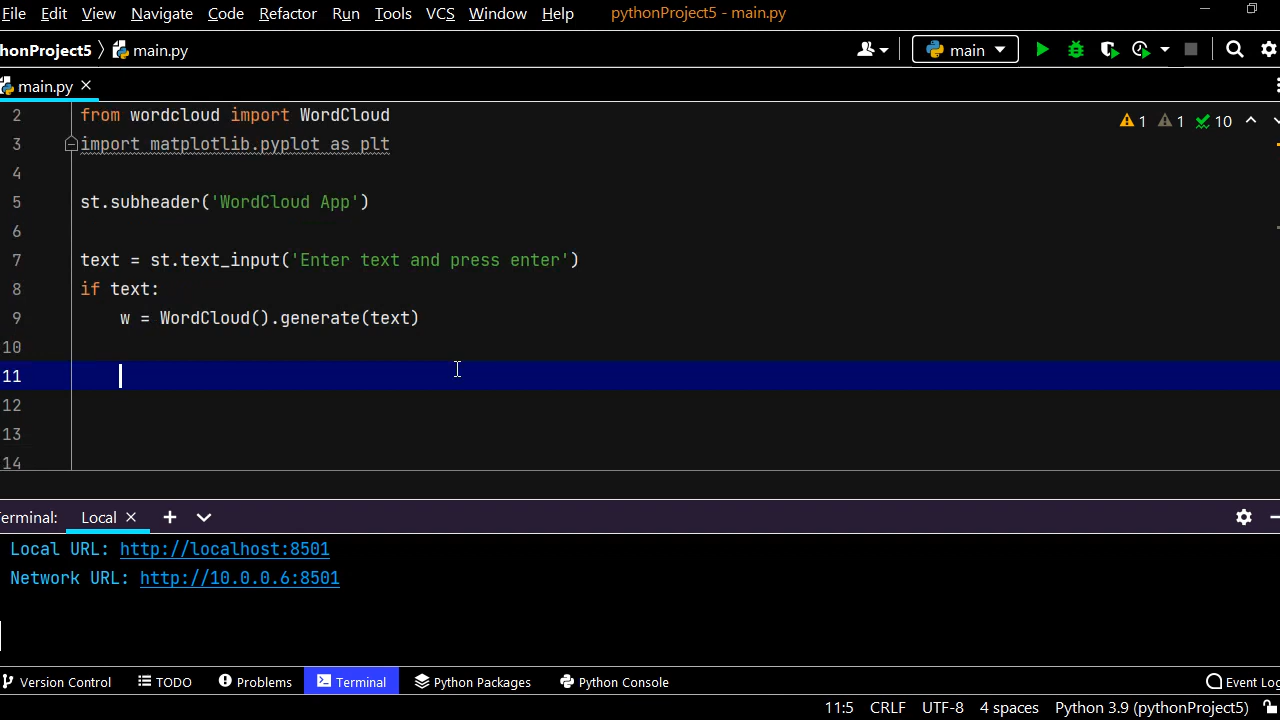 File Edit View Navigate Code Refactor Run Tools VCS Window Help pythonProject5 - main.py
honProject5 main.py main
main.py
2 from wordcloud import WordCloud
1 1 10
3 import matplotlib.pyplot as plt
4
5 st.subheader('WordCloud App')
6
7 text = st.text_input('Enter text and press enter')
8 if text:
9 w = WordCloud().generate(text)
10
11
12
13
14
erminal: Local
Local URL: http://localhost:8501
Network URL: http://10.0.0.6:8501
Version Control TODO Problems Terminal Python Packages Python Console Event Log
11:5 CRLF UTF-8 4 spaces Python 3.9 (pythonProject5)